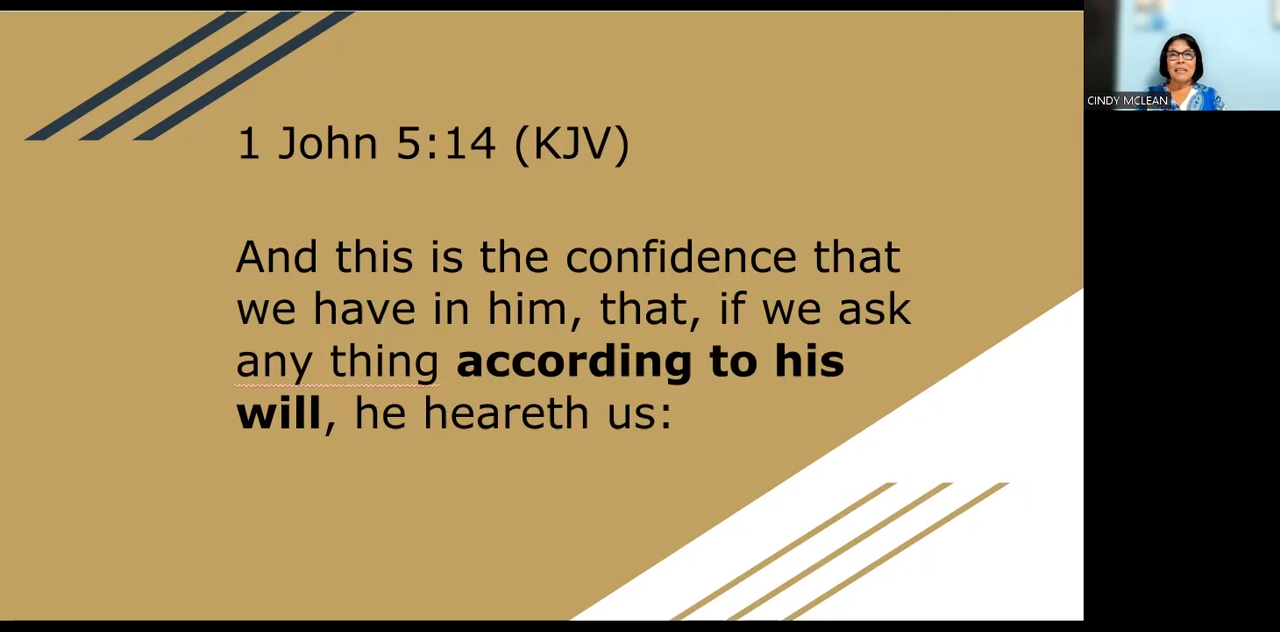 1 John 5:14 (KJV)
And this is the confidence that
we have in him, that, if we ask
any thing according to his
will, he heareth us:
CINDY MCLEAN